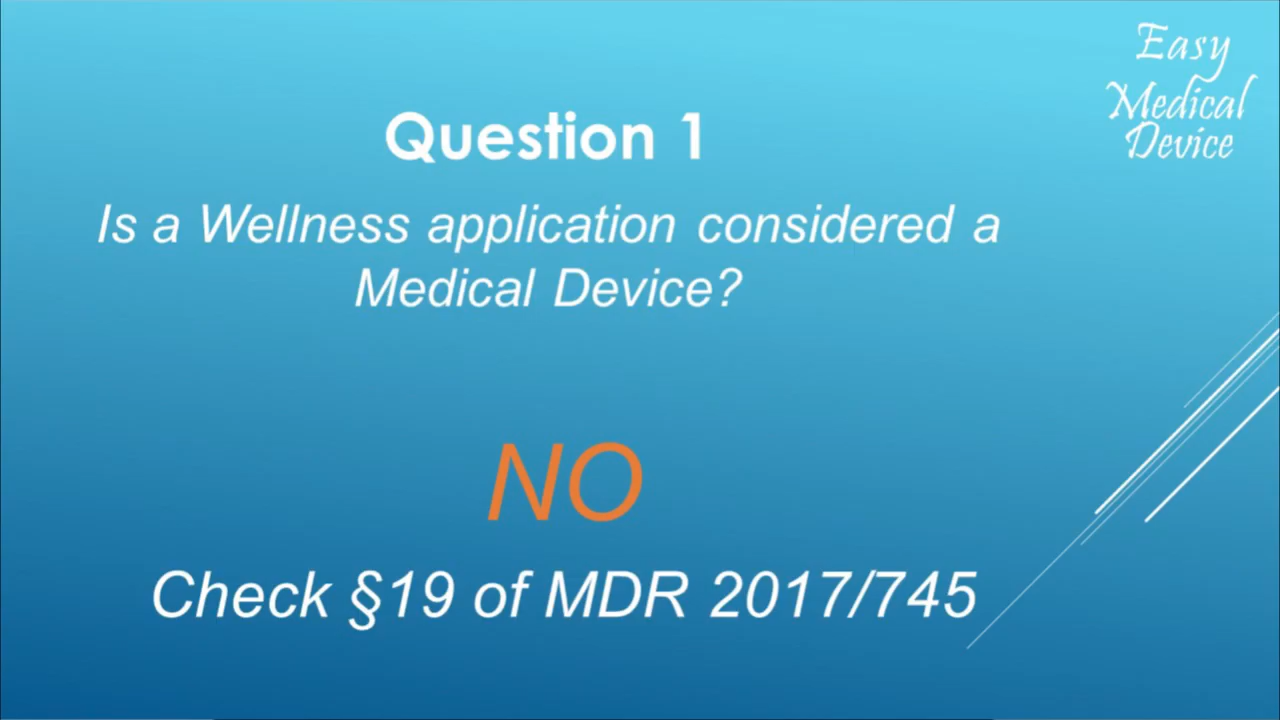 Easy
Medical
Device
Question 1
Is a Wellness application considered a
Medical Device?
NO
Check §19 of MDR 2017/745